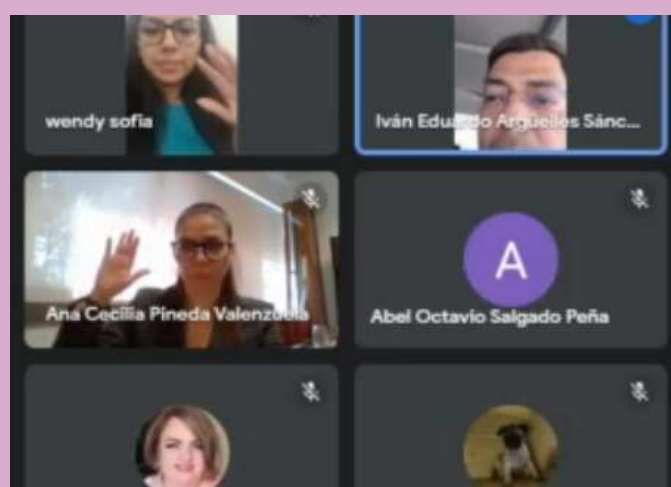 wendy sofia
Iván Eduardo Argüelles Sánc...
Ana Cecilia Pineda Valenzuela
A
Abel Octavio Salgado Peña